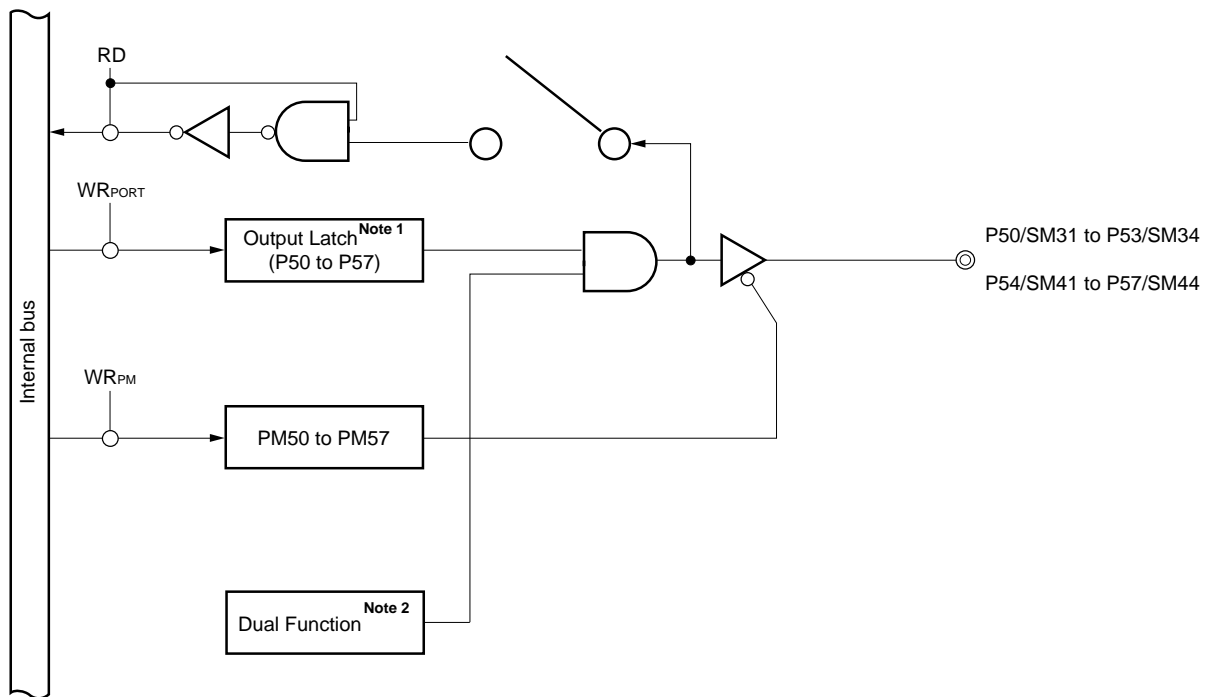 RD
WRPORT
Output Latch Note 1
(P50 to P57)
P50/SM31 to P53/SM34
P54/SM41 to P57/SM44
Internal bus
WRPM
PM50 to PM57
Dual Function Note 2